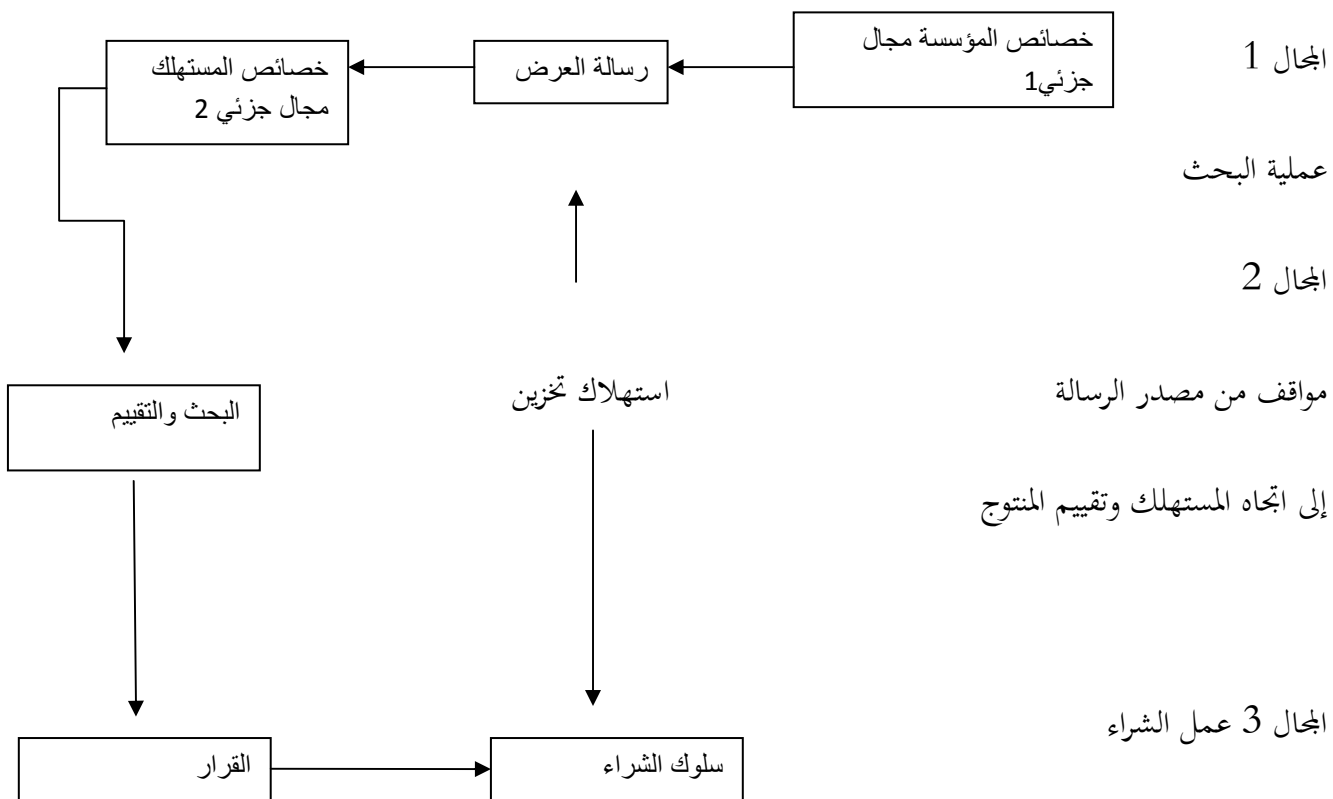 المجال 1
خصائص المؤسسة مجال
جزئي1
رسالة العرض
خصائص المستهلك
مجال جزئي 2
عملية البحث
المجال 2
مواقف من مصدر الرسالة
استهلاك تخزين
البحث والتقييم
إلى اتجاه المستهلك وتقييم المنتوج
المجال 3 عمل الشراء
سلوك الشراء
القرار